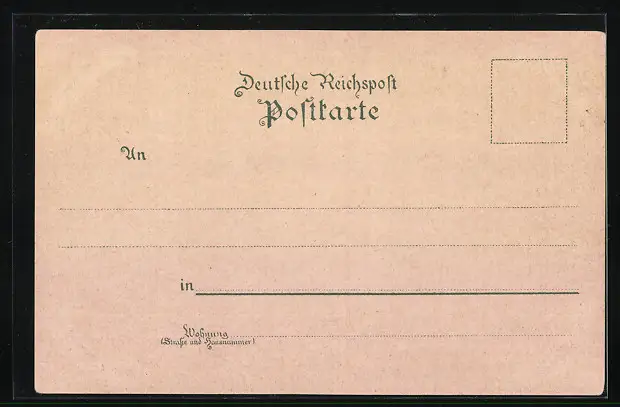 Deutsche Reichspost
Postkarte
An
in
Wohnung
(Straße und Hausnummer)